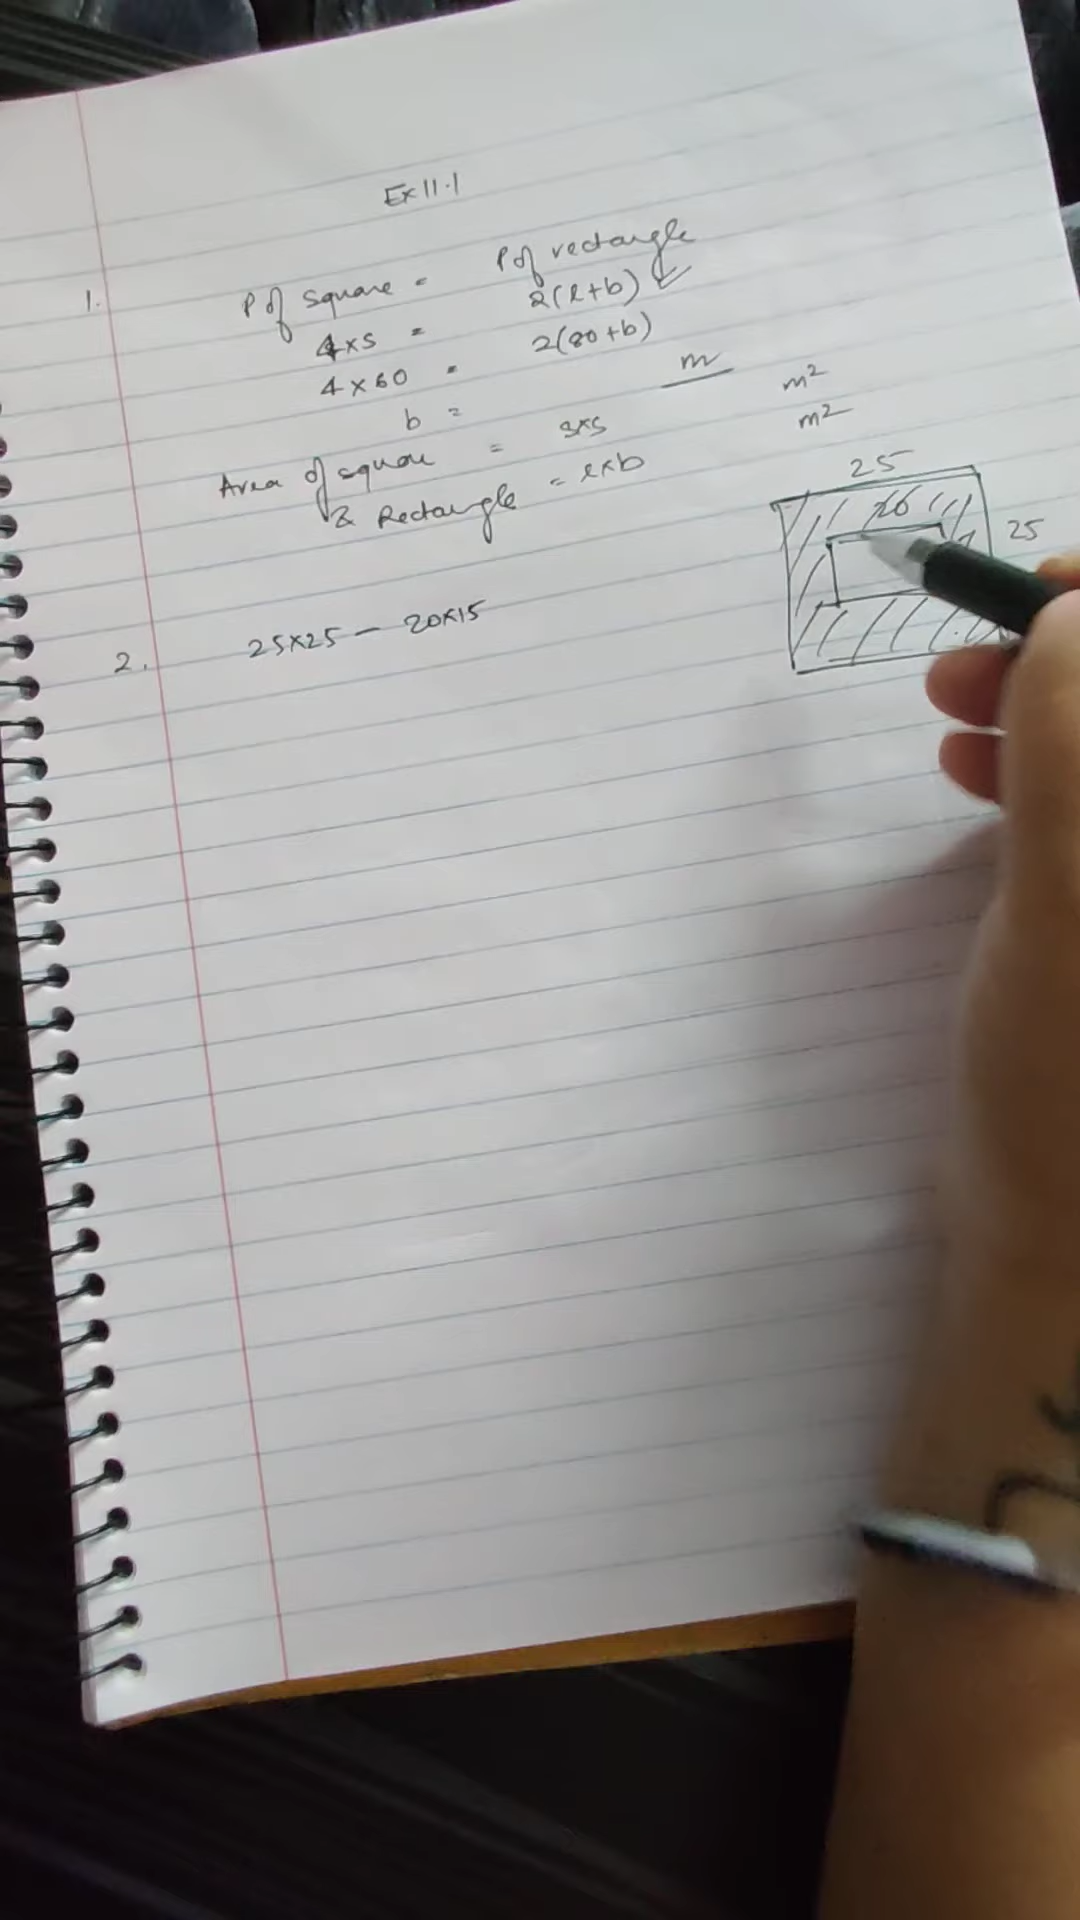 Ex 11.1
1. P of square = P of rectangle
4×s = 2(l+b)
4×60 = 2(80+b)
b = m
Area of square = s×s m²
& Rectangle = l×b m²
25
25
2. 25×25 - 20×15